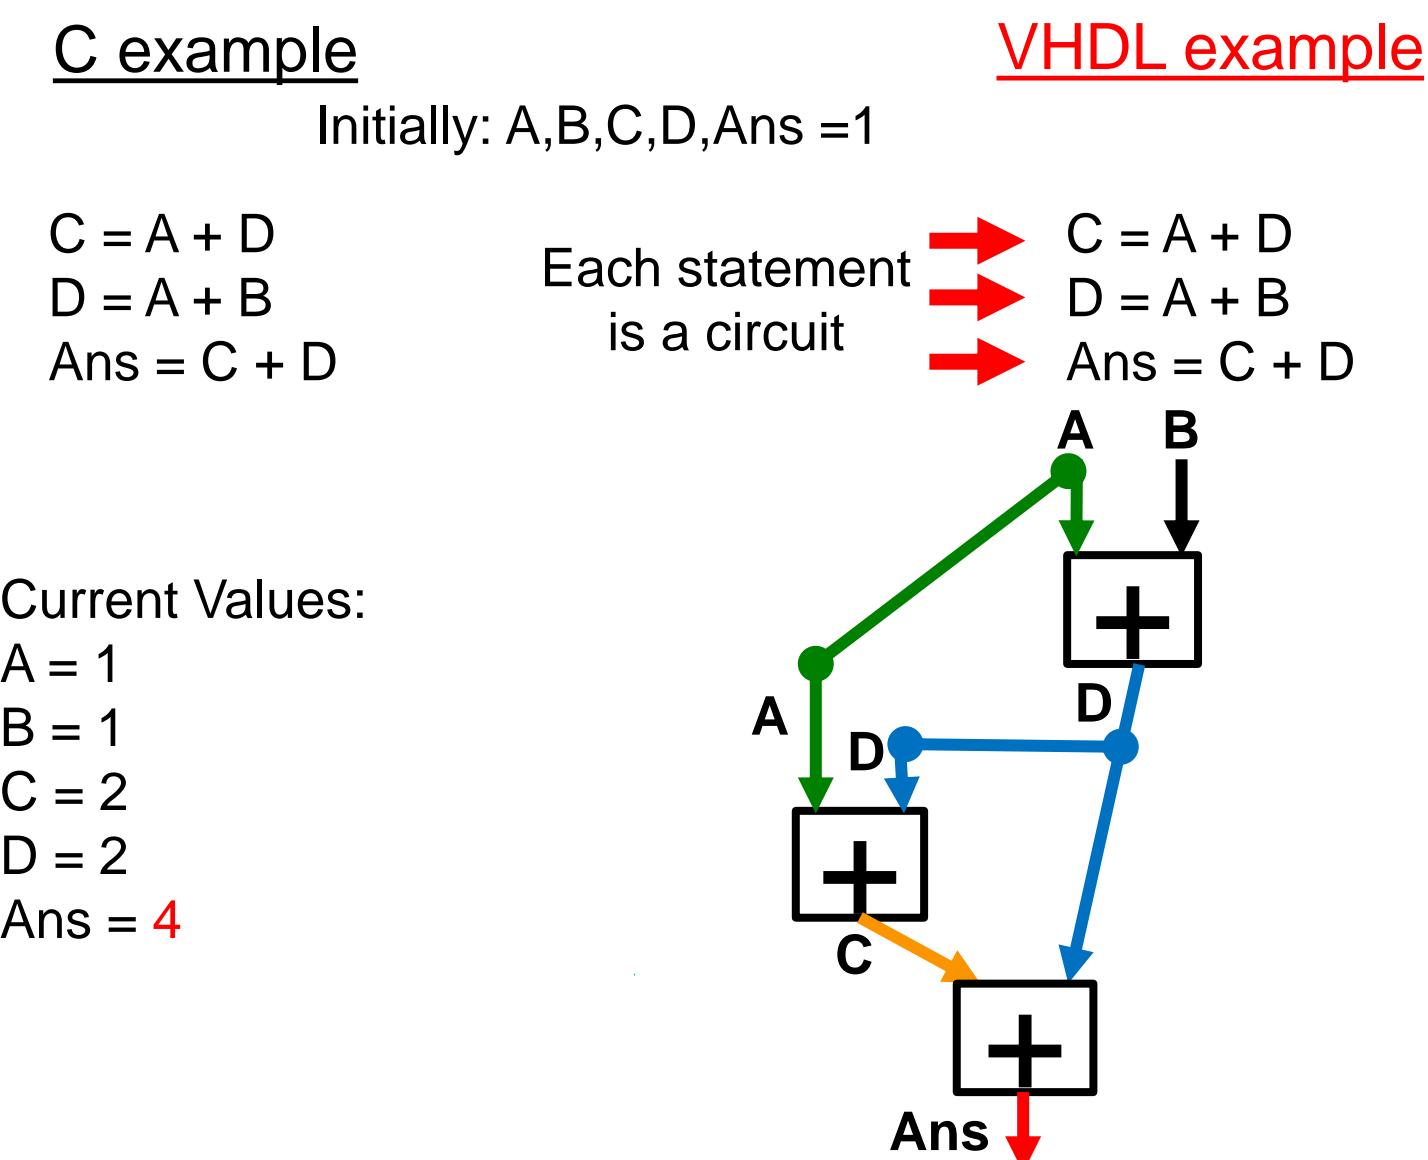 C example
VHDL example
Initially: A,B,C,D,Ans =1
C = A + D
D = A + B
Ans = C + D
Each statement
is a circuit
C = A + D
D = A + B
Ans = C + D
Current Values:
A = 1
B = 1
C = 2
D = 2
Ans = 4
A B
+
D
A
D
+
C
+
Ans